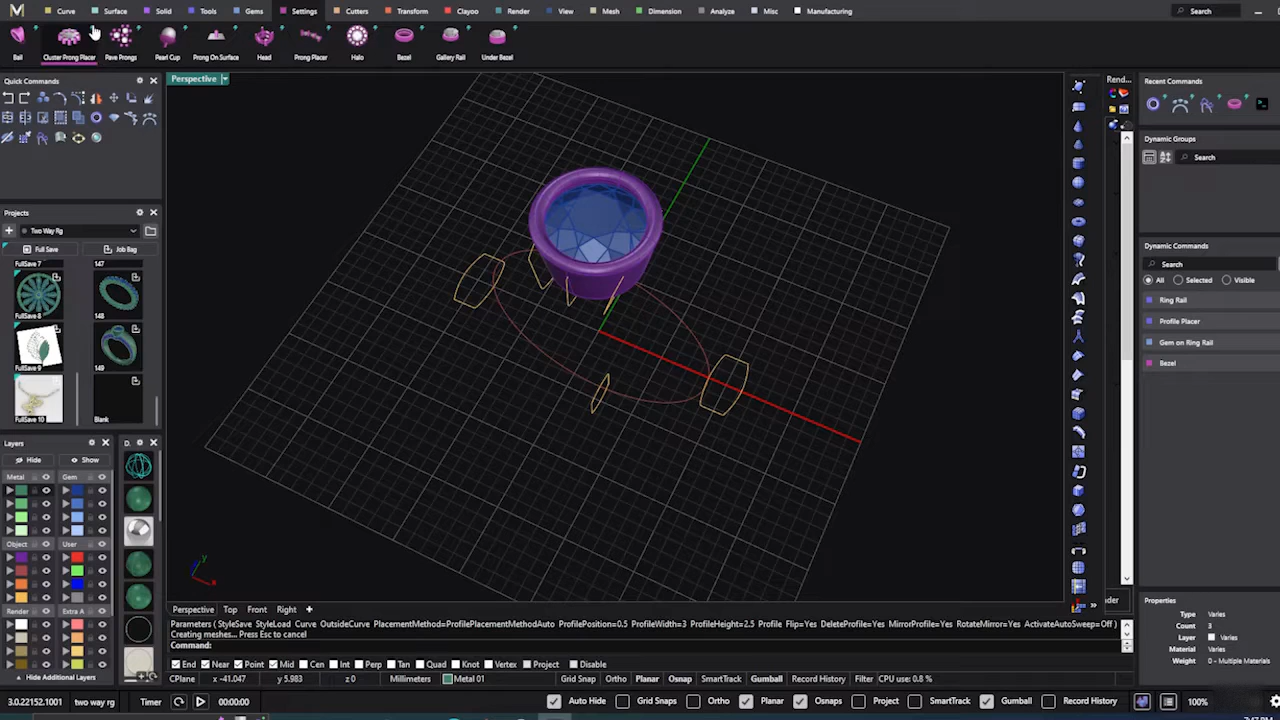 Curve Surface Solid Tools Gems Settings Cutters Transform Clayoo Render View Mesh Dimension Analyze Misc Manufacturing Search
Ball Cluster Prong Placer Pave Prongs Pearl Cup Prong On Surface Head Prong Placer Halo Bezel Gallery Rail Under Bezel
Quick Commands
Perspective
Rend...
Recent Commands
Dynamic Groups
Search
Projects
Two Way Rg
Full Save Job Bag
FullSave 7 147
FullSave 8 148
FullSave 9 149
FullSave 10 Blank
Dynamic Commands
Search
All Selected Visible
Ring Rail
Profile Placer
Gem on Ring Rail
Bezel
Layers D.
Hide Show
Metal Gem
Object User
Render Extra A
Hide Additional Layers
y
x
Perspective Top Front Right
Parameters ( StyleSave StyleLoad Curve OutsideCurve PlacementMethod=ProfilePlacementMethodAuto ProfilePosition=0.5 ProfileWidth=3 ProfileHeight=2.5 Profile Flip=Yes DeleteProfile=Yes MirrorProfile=Yes RotateMirror=Yes ActivateAutoSweep=Off )
Creating meshes... Press Esc to cancel
Command:
End Near Point Mid Cen Int Perp Tan Quad Knot Vertex Project Disable
CPlane x -41.047 y 5.983 z 0 Millimeters Metal 01 Grid Snap Ortho Planar Osnap SmartTrack Gumball Record History Filter CPU use: 0.8 %
Properties
Type Varies
Count 3
Layer Varies
Material Varies
Weight 0 - Multiple Materials
3.0.22152.1001 two way rg Timer 00:00:00 Auto Hide Grid Snaps Ortho Planar Osnaps Project SmartTrack Gumball Record History 100%